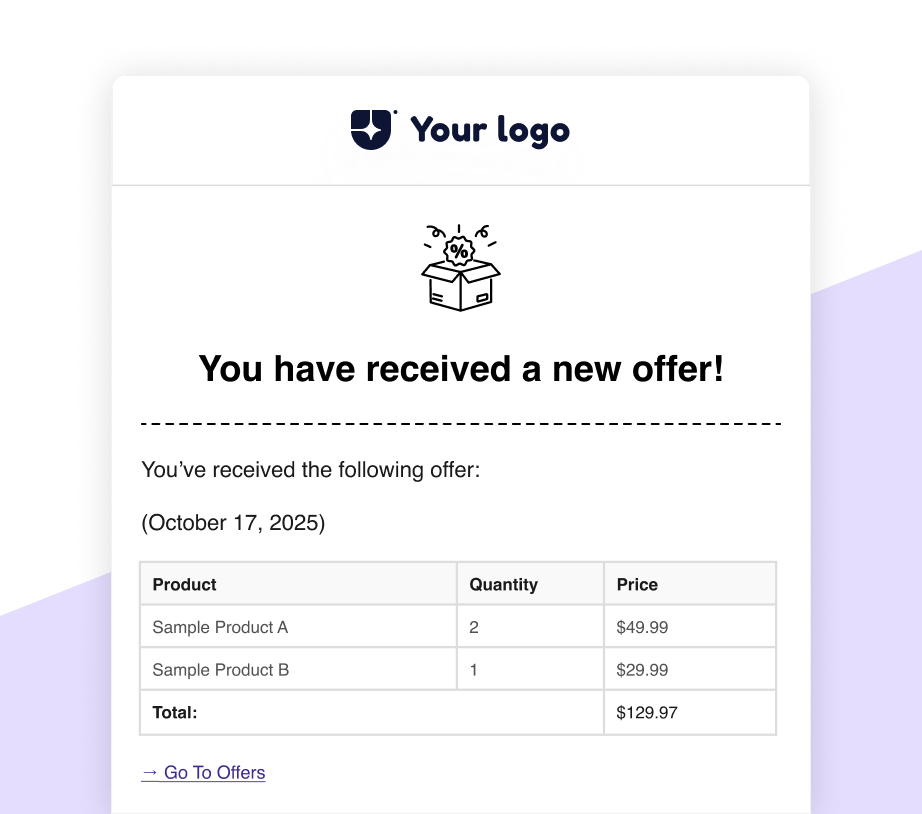 Your logo
%
You have received a new offer!
You’ve received the following offer:
(October 17, 2025)
Product Quantity Price
Sample Product A 2 $49.99
Sample Product B 1 $29.99
Total: $129.97
→ Go To Offers